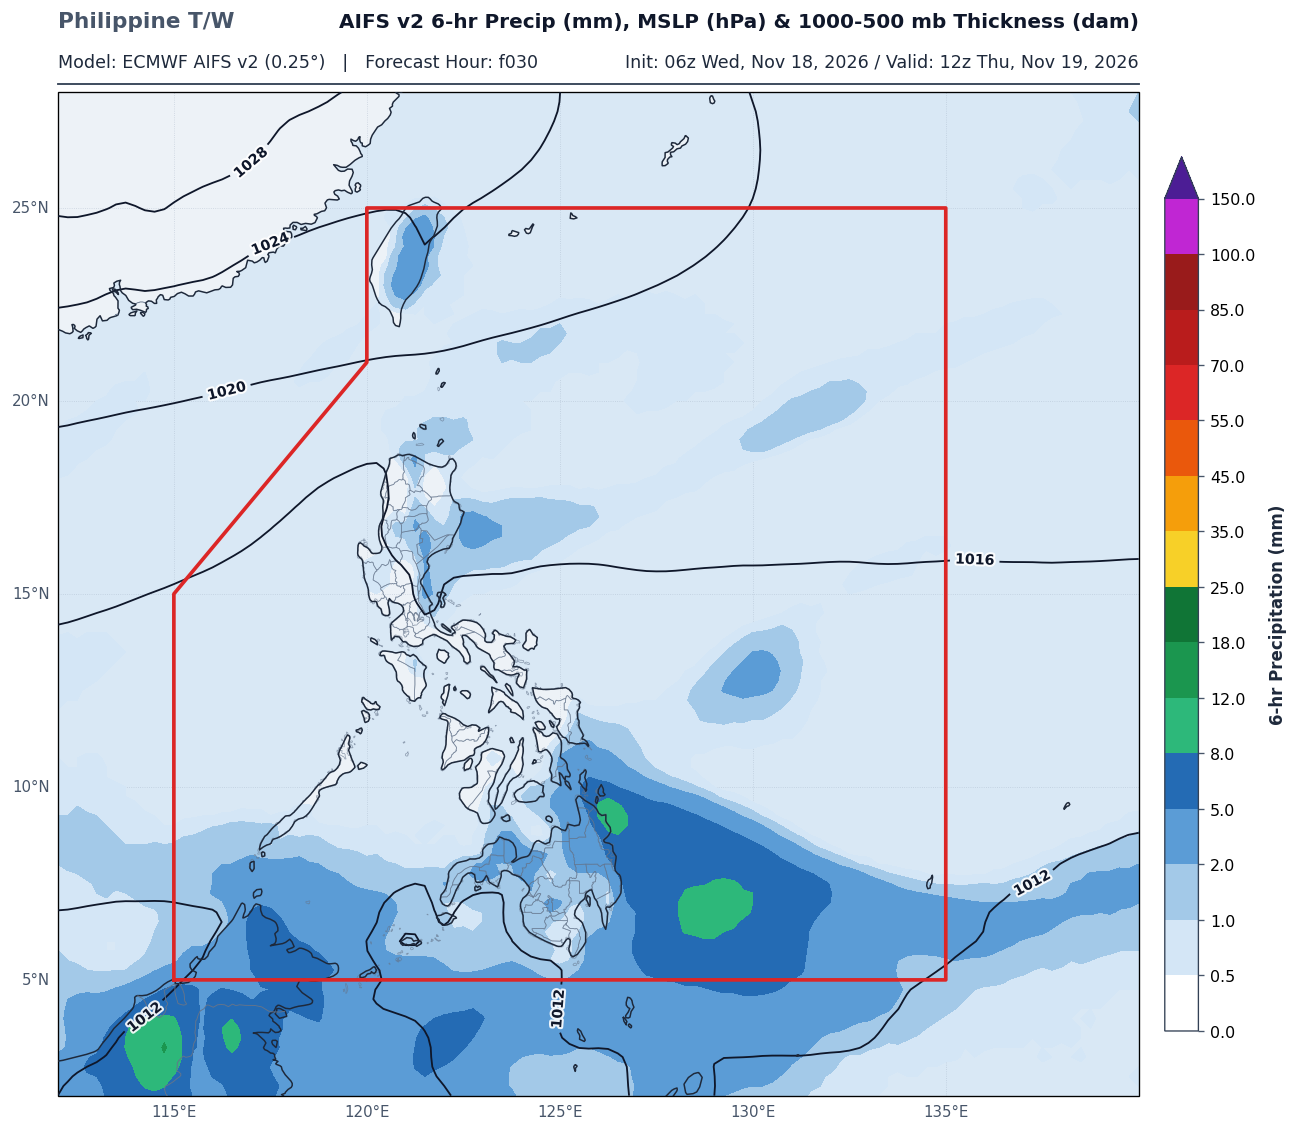 Philippine T/W
AIFS v2 6-hr Precip (mm), MSLP (hPa) & 1000-500 mb Thickness (dam)
Model: ECMWF AIFS v2 (0.25°) | Forecast Hour: f030
Init: 06z Wed, Nov 18, 2026 / Valid: 12z Thu, Nov 19, 2026
1028
1024
1020
1016
1012
1012
1012
25°N
20°N
15°N
10°N
5°N
115°E
120°E
125°E
130°E
135°E
150.0
100.0
85.0
70.0
55.0
45.0
35.0
25.0
18.0
12.0
8.0
5.0
2.0
1.0
0.5
0.0
6-hr Precipitation (mm)